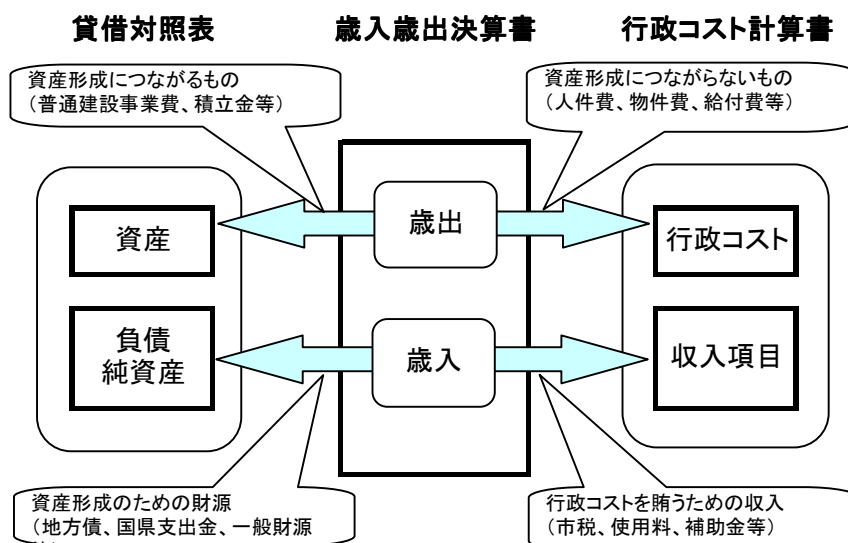 貸借対照表
歳入歳出決算書
行政コスト計算書
資産形成につながるもの
（普通建設事業費、積立金等）
資産形成につながらないもの
（人件費、物件費、給付費等）
資産
歳出
行政コスト
負債
純資産
歳入
収入項目
資産形成のための財源
（地方債、国県支出金、一般財源
行政コストを賄うための収入
（市税、使用料、補助金等）